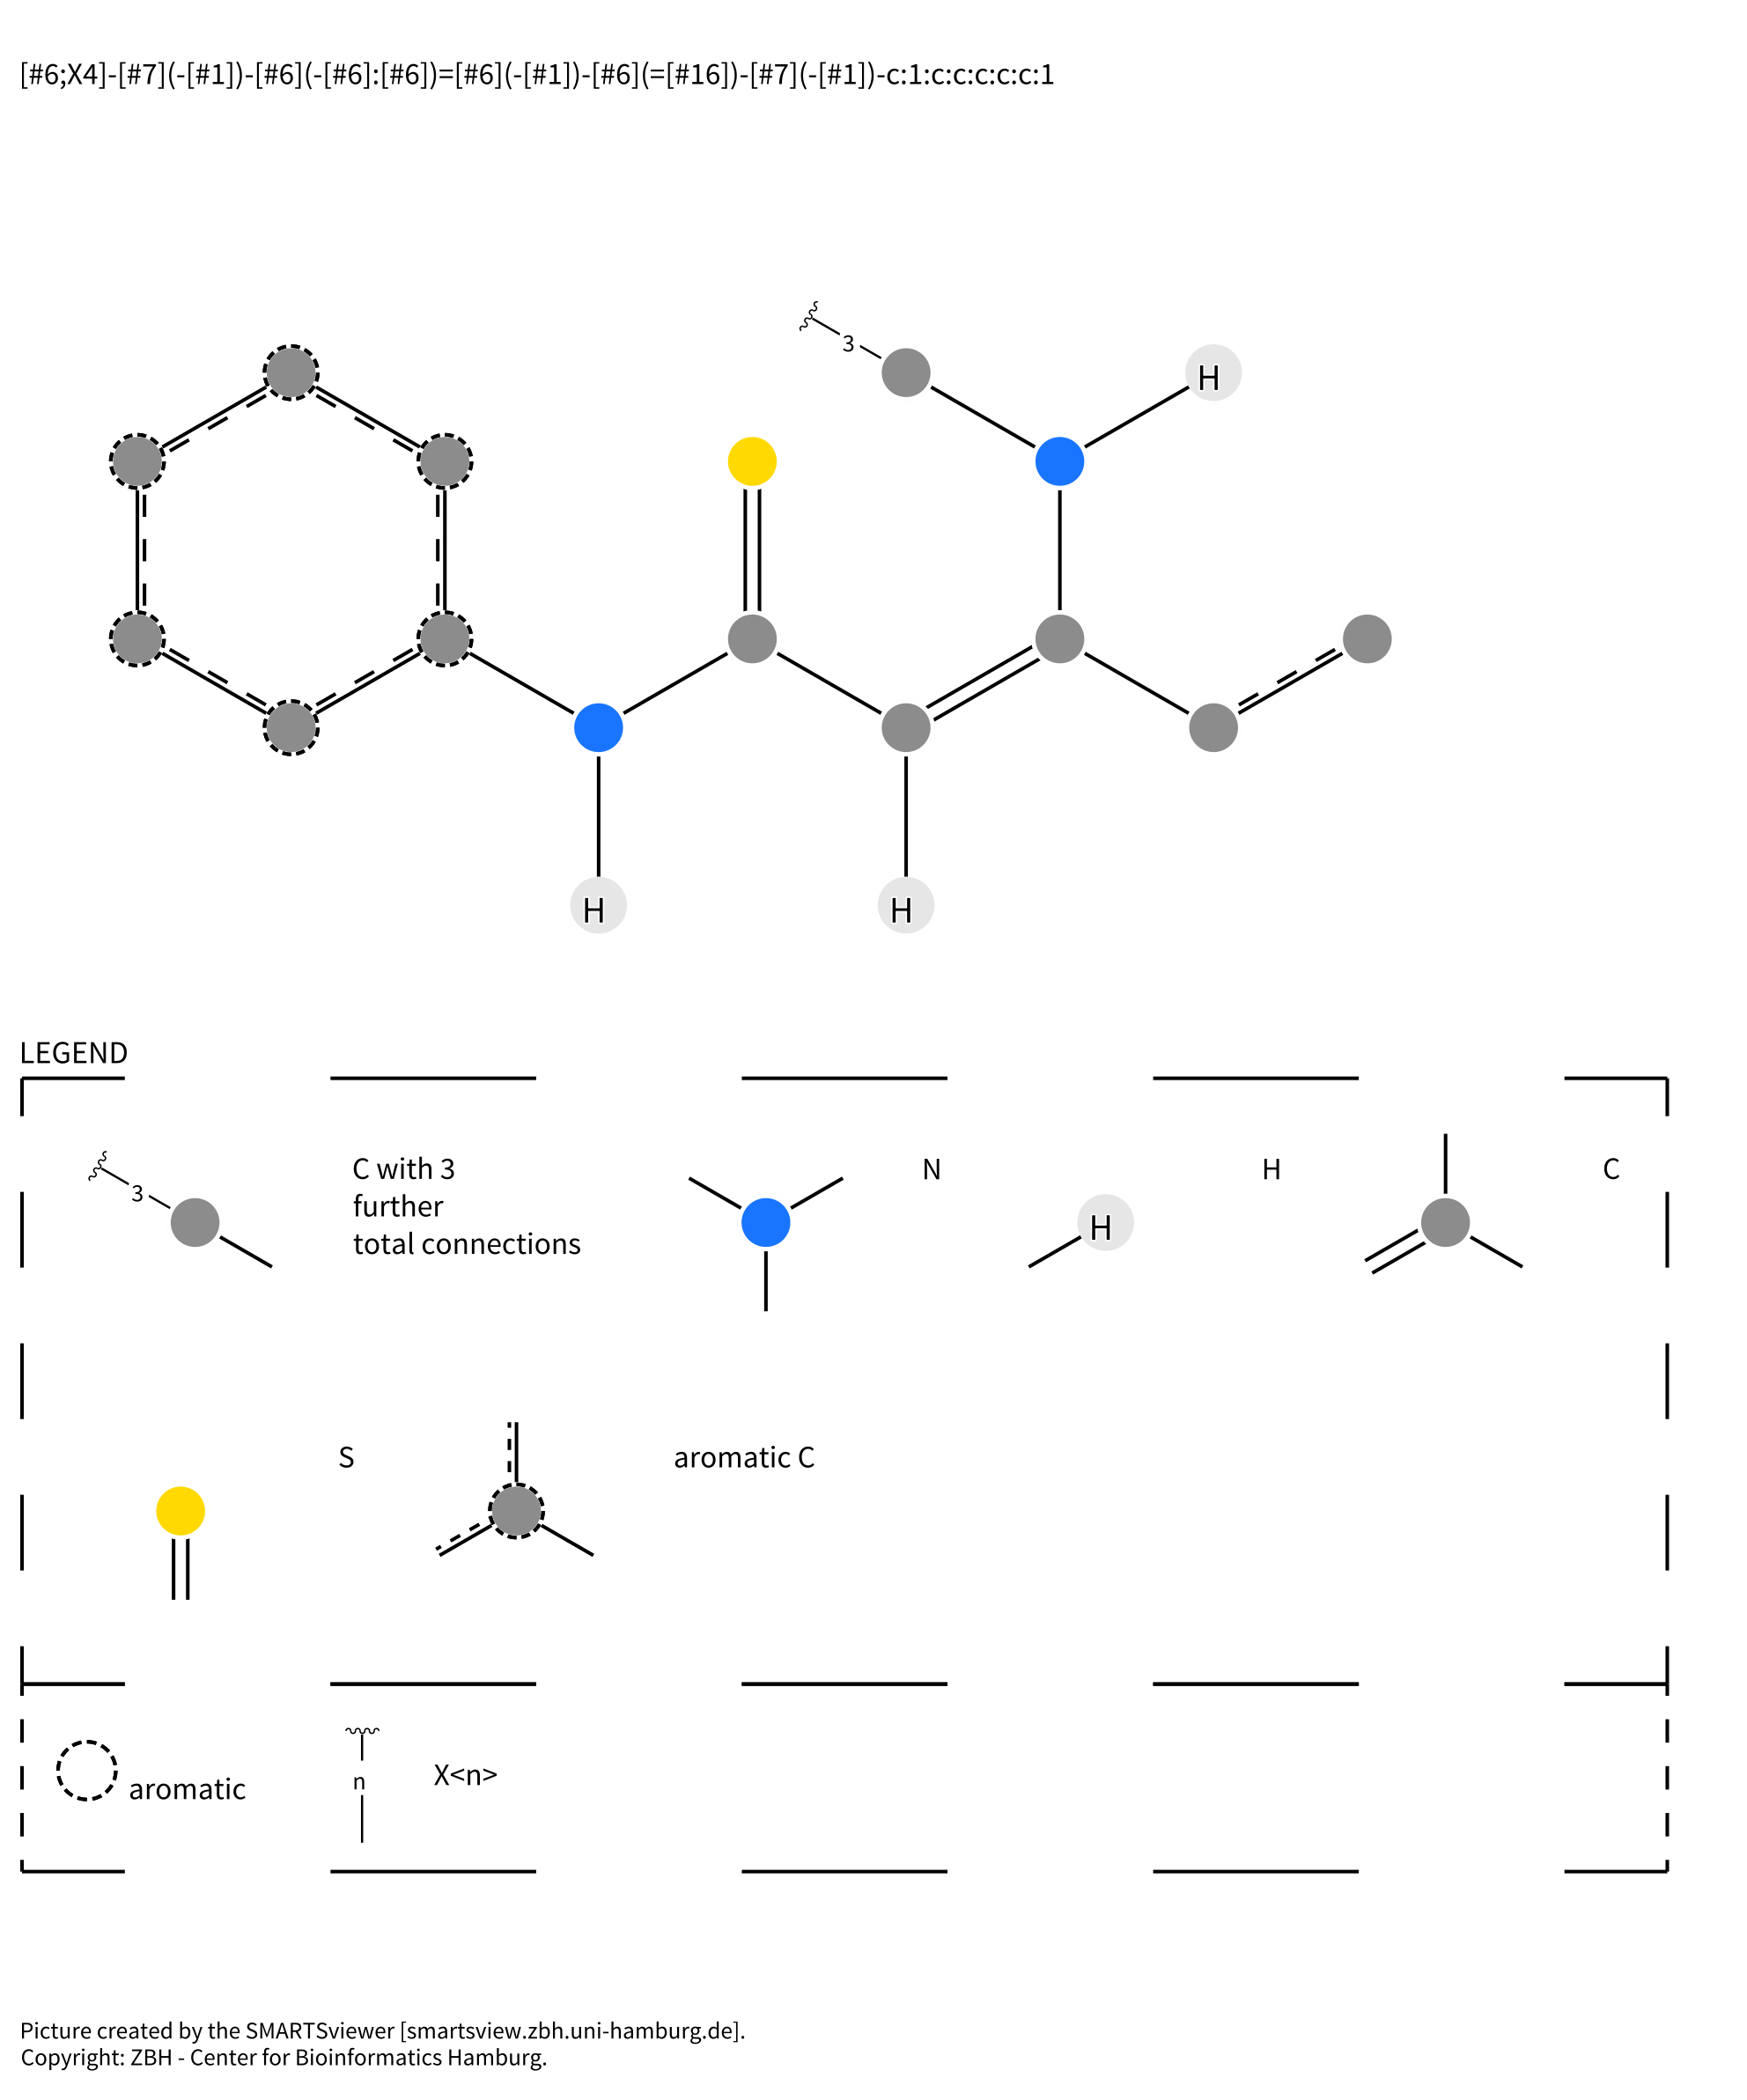 [#6;X4]-[#7](-[#1])-[#6](-[#6]:[#6])=[#6](-[#1])-[#6](=[#16])-[#7](-[#1])-c:1:c:c:c:c:c:1
3
H
H
H
LEGEND
C with 3
further
total connections
3
N
H
H
C
S
aromatic C
aromatic
n
X<n>
Picture created by the SMARTSviewer [smartsview.zbh.uni-hamburg.de].
Copyright: ZBH - Center for Bioinformatics Hamburg.